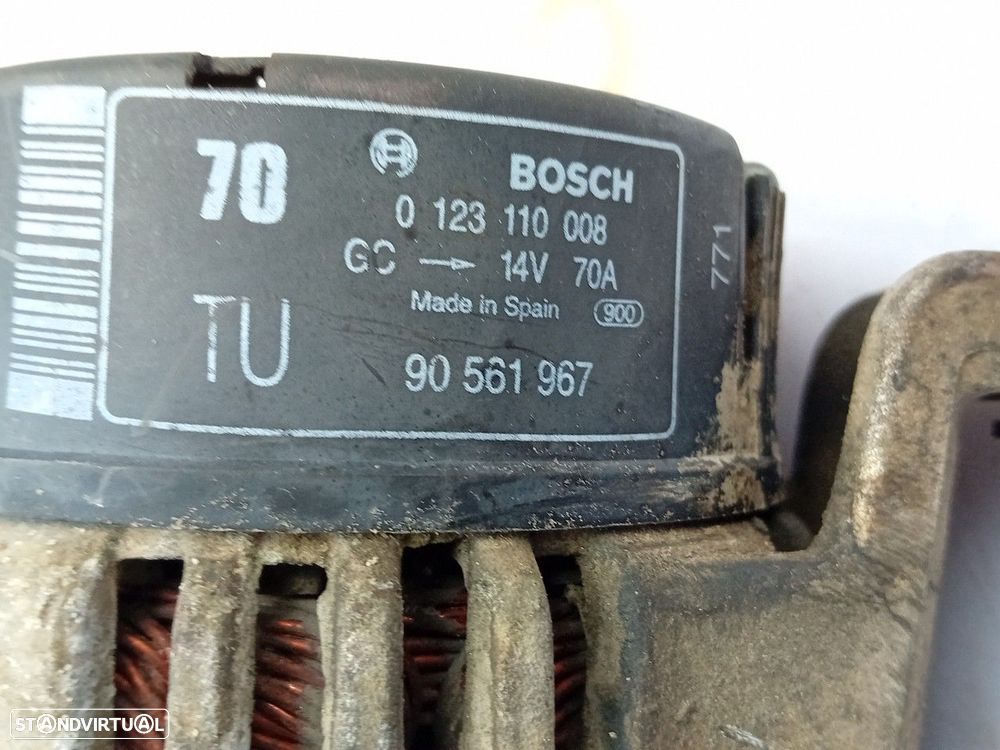 70 BOSCH
0 123 110 008
GC → 14V 70A
Made in Spain 900
TU
90 561 967
771
STANDVIRTUAL